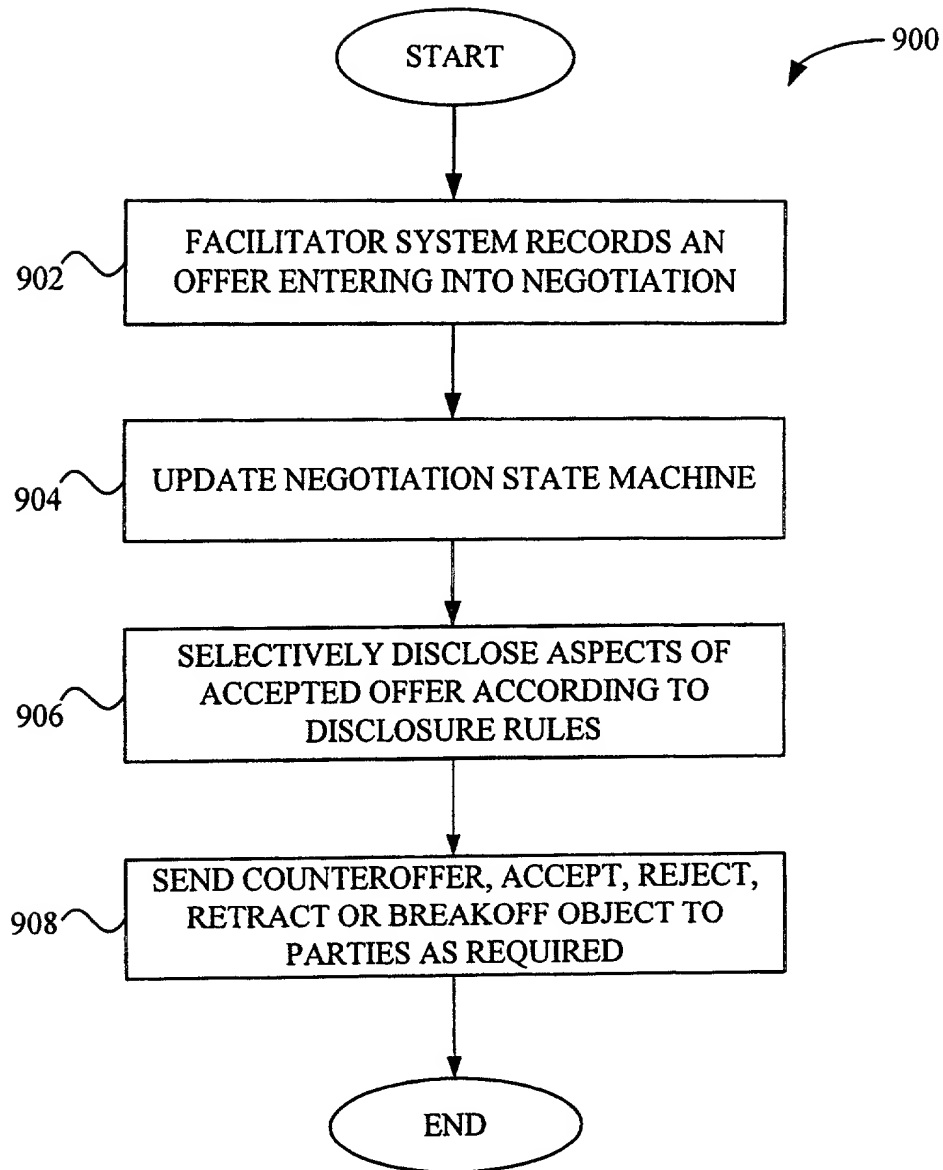 START
900
902
FACILITATOR SYSTEM RECORDS AN
OFFER ENTERING INTO NEGOTIATION
904
UPDATE NEGOTIATION STATE MACHINE
906
SELECTIVELY DISCLOSE ASPECTS OF
ACCEPTED OFFER ACCORDING TO
DISCLOSURE RULES
908
SEND COUNTEROFFER, ACCEPT, REJECT,
RETRACT OR BREAKOFF OBJECT TO
PARTIES AS REQUIRED
END